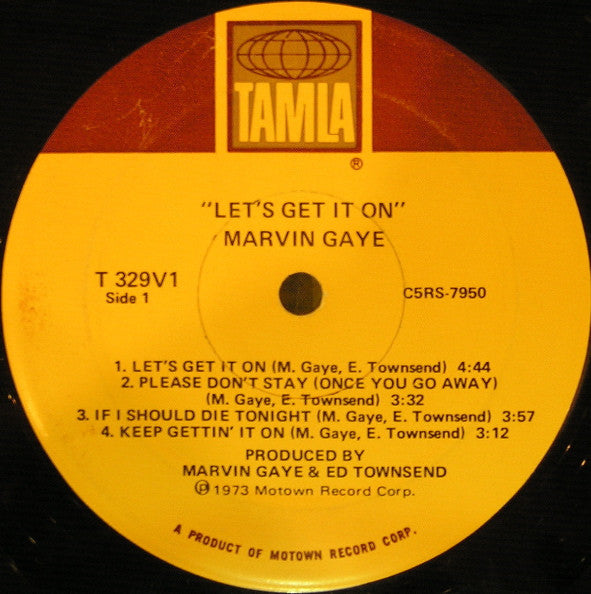 TAMLA
®
"LET'S GET IT ON"
MARVIN GAYE
T 329V1
Side 1
C5RS-7950
1. LET'S GET IT ON (M. Gaye, E. Townsend) 4:44
2. PLEASE DON'T STAY (ONCE YOU GO AWAY)
(M. Gaye, E. Townsend) 3:32
3. IF I SHOULD DIE TONIGHT (M. Gaye, E. Townsend) 3:57
4. KEEP GETTIN' IT ON (M. Gaye, E. Townsend) 3:12
PRODUCED BY
MARVIN GAYE & ED TOWNSEND
℗ 1973 Motown Record Corp.
A PRODUCT OF MOTOWN RECORD CORP.